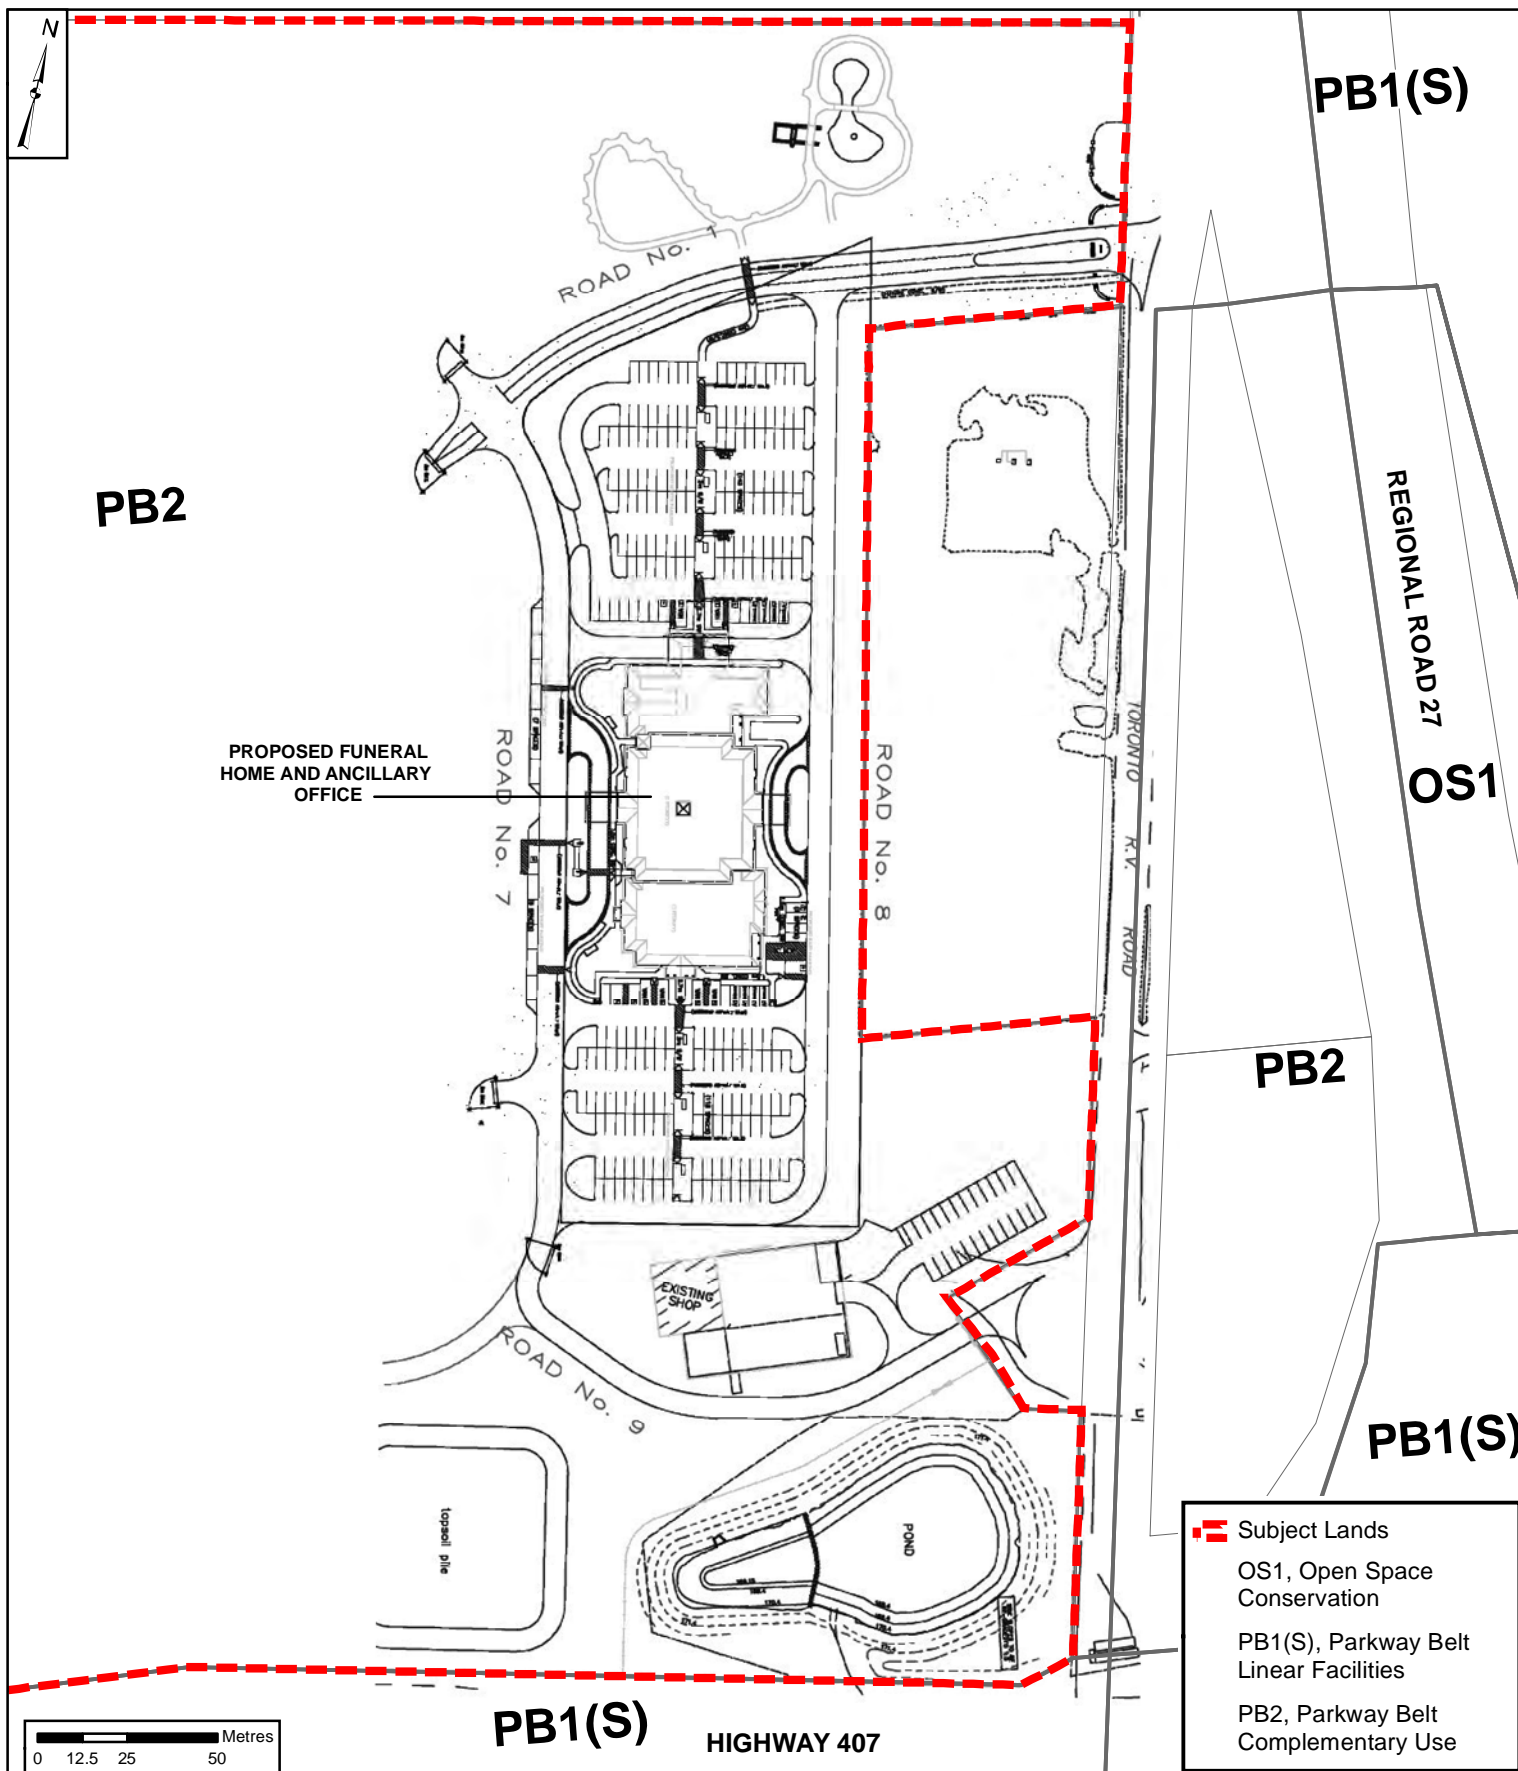 N
PB1(S)
ROAD No. 1
PB2
REGIONAL ROAD 27
PROPOSED FUNERAL
HOME AND ANCILLARY
OFFICE
ROAD No. 7
ROAD No. 8
TORONTO R.V. ROAD
OS1
PB2
EXISTING
SHOP
ROAD No. 9
PB1(S)
topsoil pile
POND
Subject Lands
OS1, Open Space
Conservation
PB1(S), Parkway Belt
Linear Facilities
PB2, Parkway Belt
Complementary Use
PB1(S)
HIGHWAY 407
Metres
0 12.5 25 50